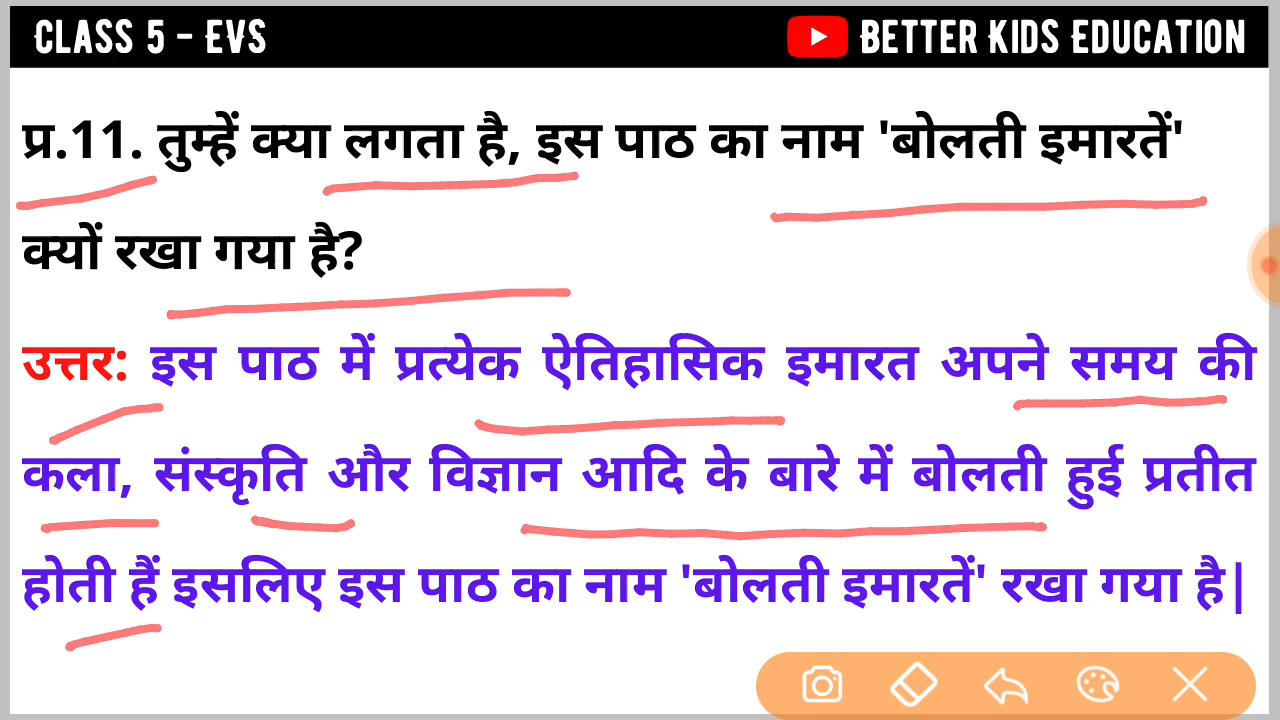 CLASS 5 - EVS
BETTER KIDS EDUCATION
प्र.11. तुम्हें क्या लगता है, इस पाठ का नाम 'बोलती इमारतें'
क्यों रखा गया है?
उत्तर: इस पाठ में प्रत्येक ऐतिहासिक इमारत अपने समय की
कला, संस्कृति और विज्ञान आदि के बारे में बोलती हुई प्रतीत
होती हैं इसलिए इस पाठ का नाम 'बोलती इमारतें' रखा गया है|